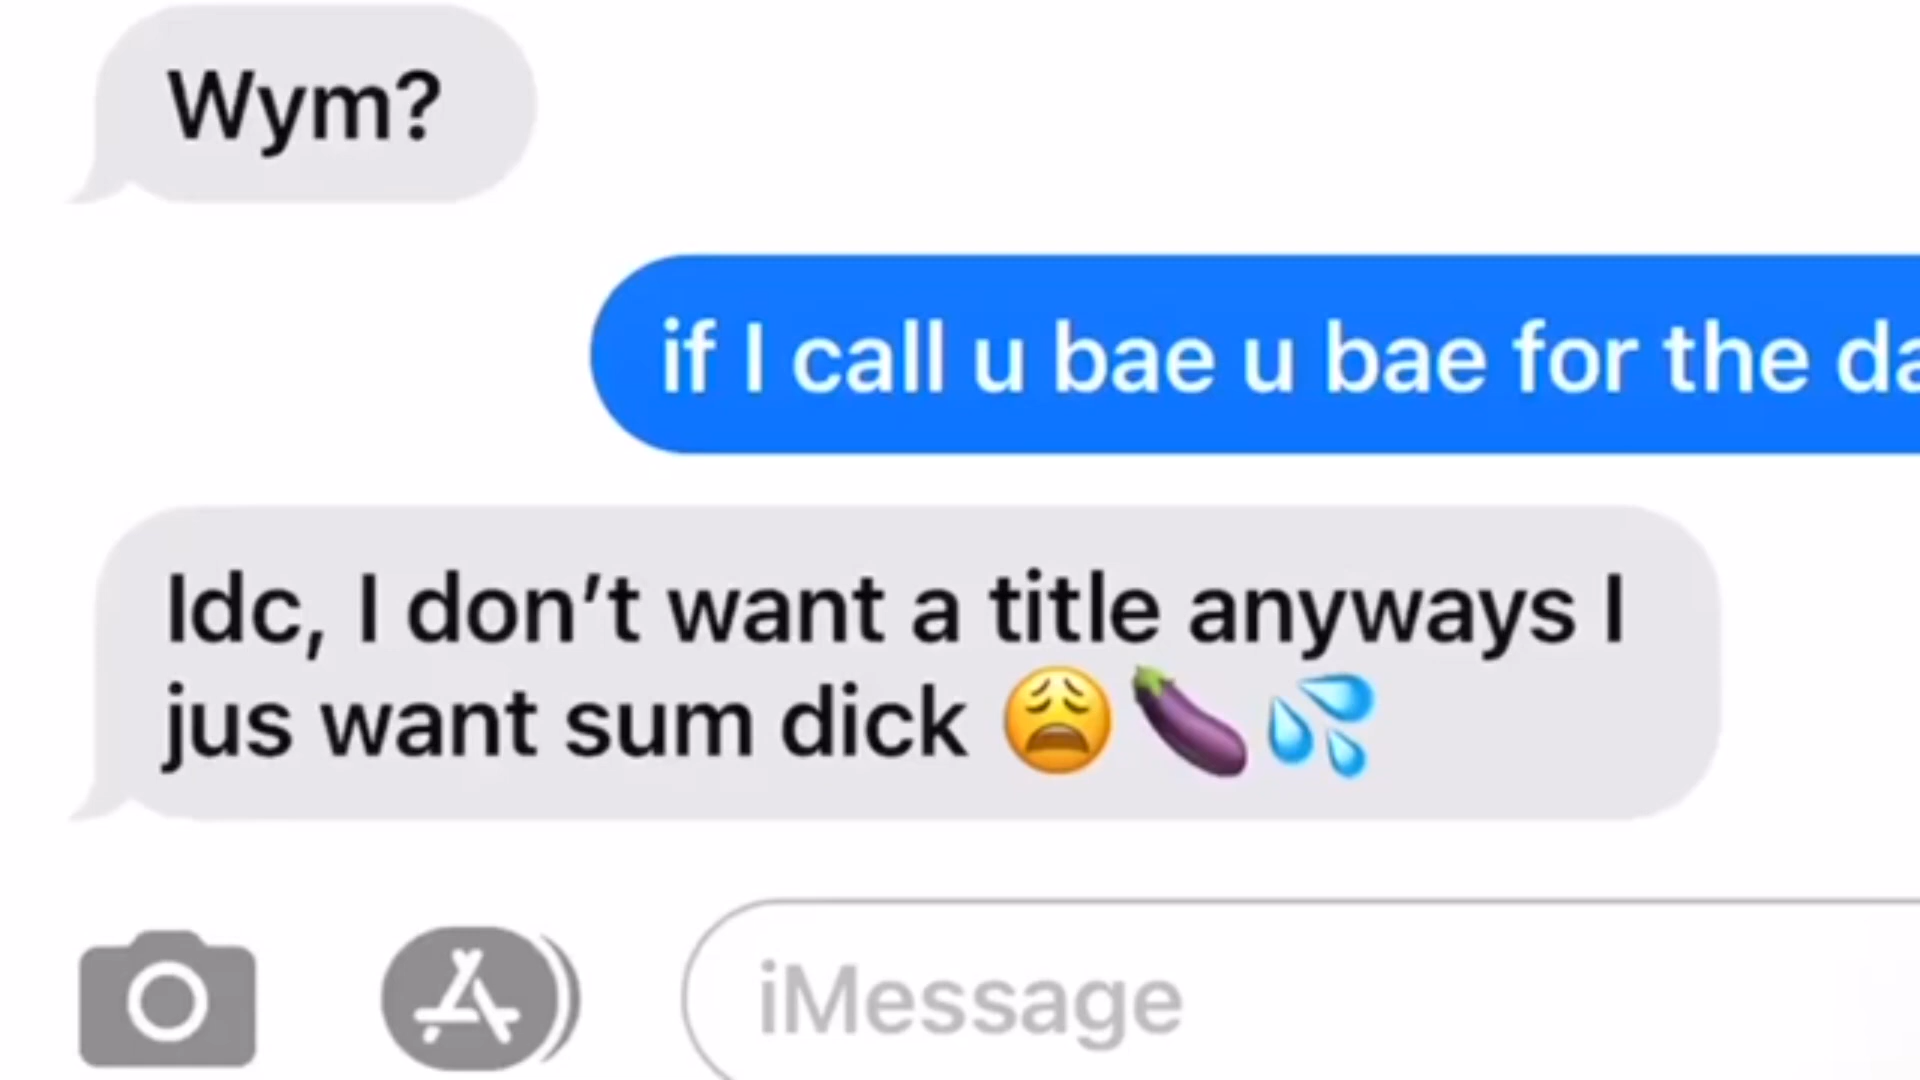 Wym?
if I call u bae u bae for the da
Idc, I don't want a title anyways I
jus want sum dick 😩🍆💦
iMessage